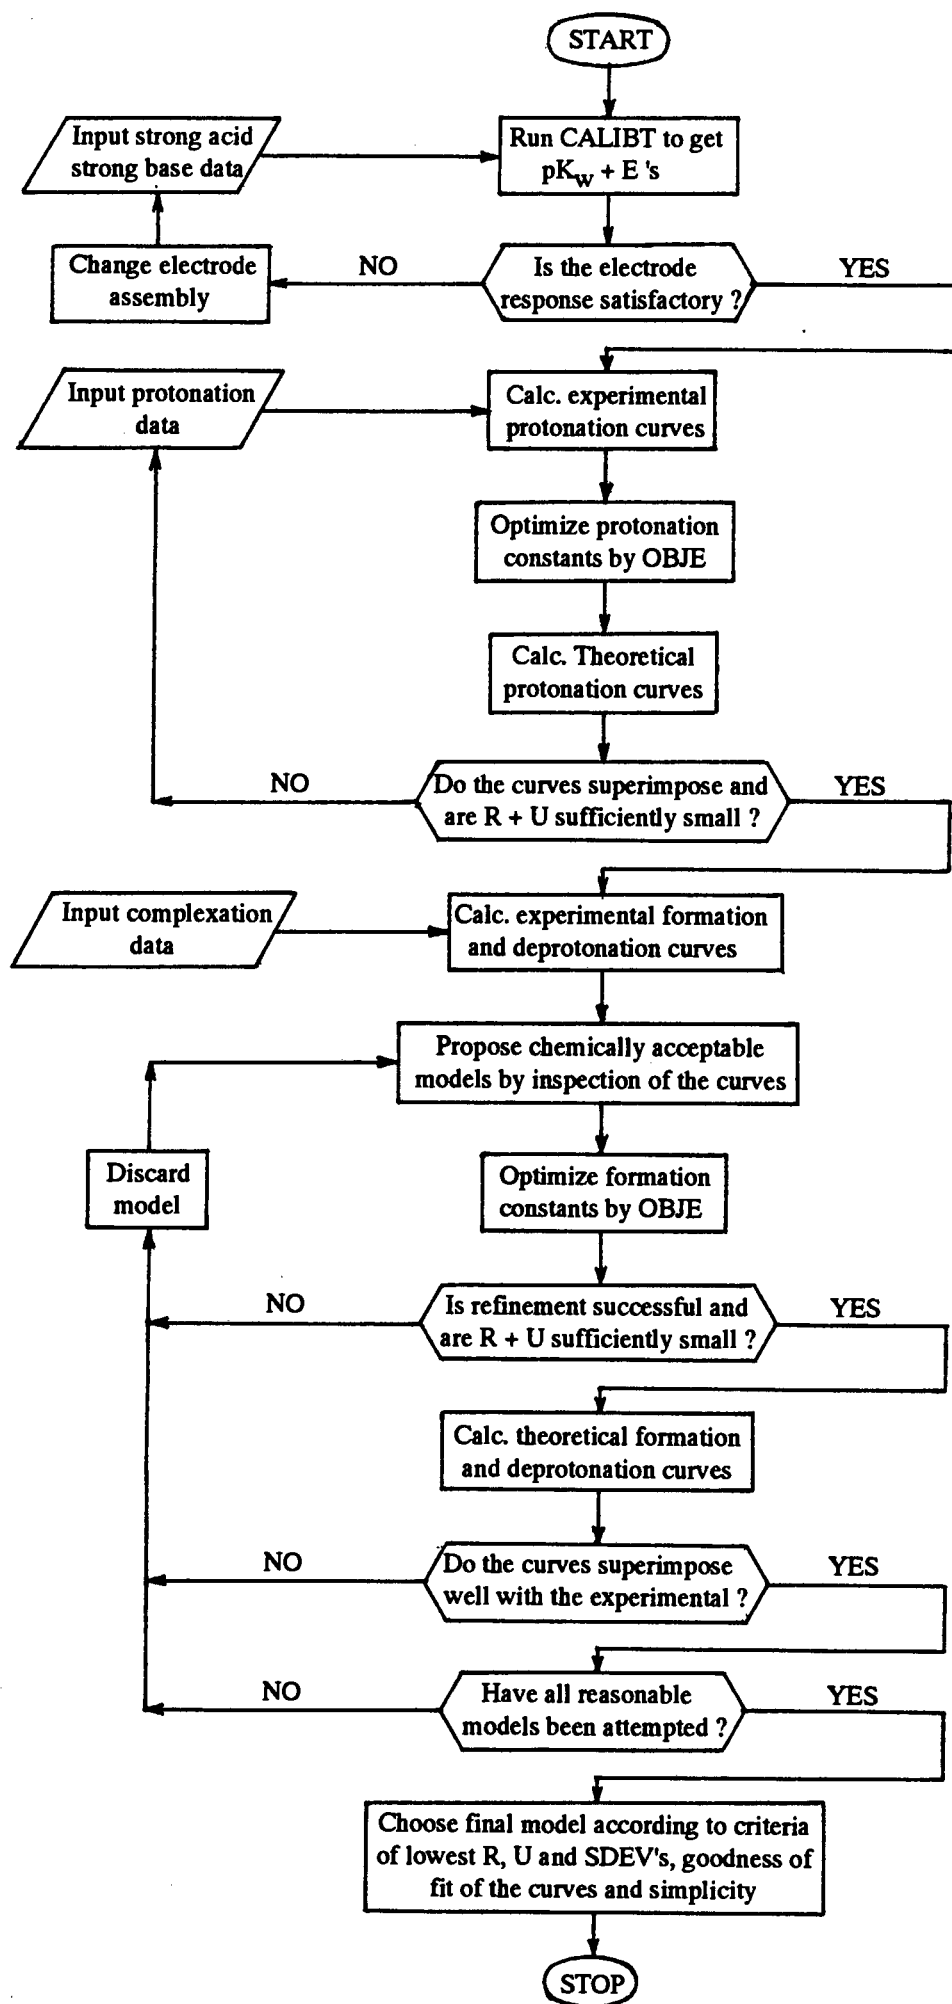 START
Input strong acid
strong base data
Run CALIBT to get
pKw + E 's
Change electrode
assembly
NO
Is the electrode
response satisfactory ?
YES
Input protonation
data
Calc. experimental
protonation curves
Optimize protonation
constants by OBJE
Calc. Theoretical
protonation curves
NO
Do the curves superimpose and
are R + U sufficiently small ?
YES
Input complexation
data
Calc. experimental formation
and deprotonation curves
Propose chemically acceptable
models by inspection of the curves
Discard
model
Optimize formation
constants by OBJE
NO
Is refinement successful and
are R + U sufficiently small ?
YES
Calc. theoretical formation
and deprotonation curves
NO
Do the curves superimpose
well with the experimental ?
YES
NO
Have all reasonable
models been attempted ?
YES
Choose final model according to criteria
of lowest R, U and SDEV's, goodness of
fit of the curves and simplicity
STOP